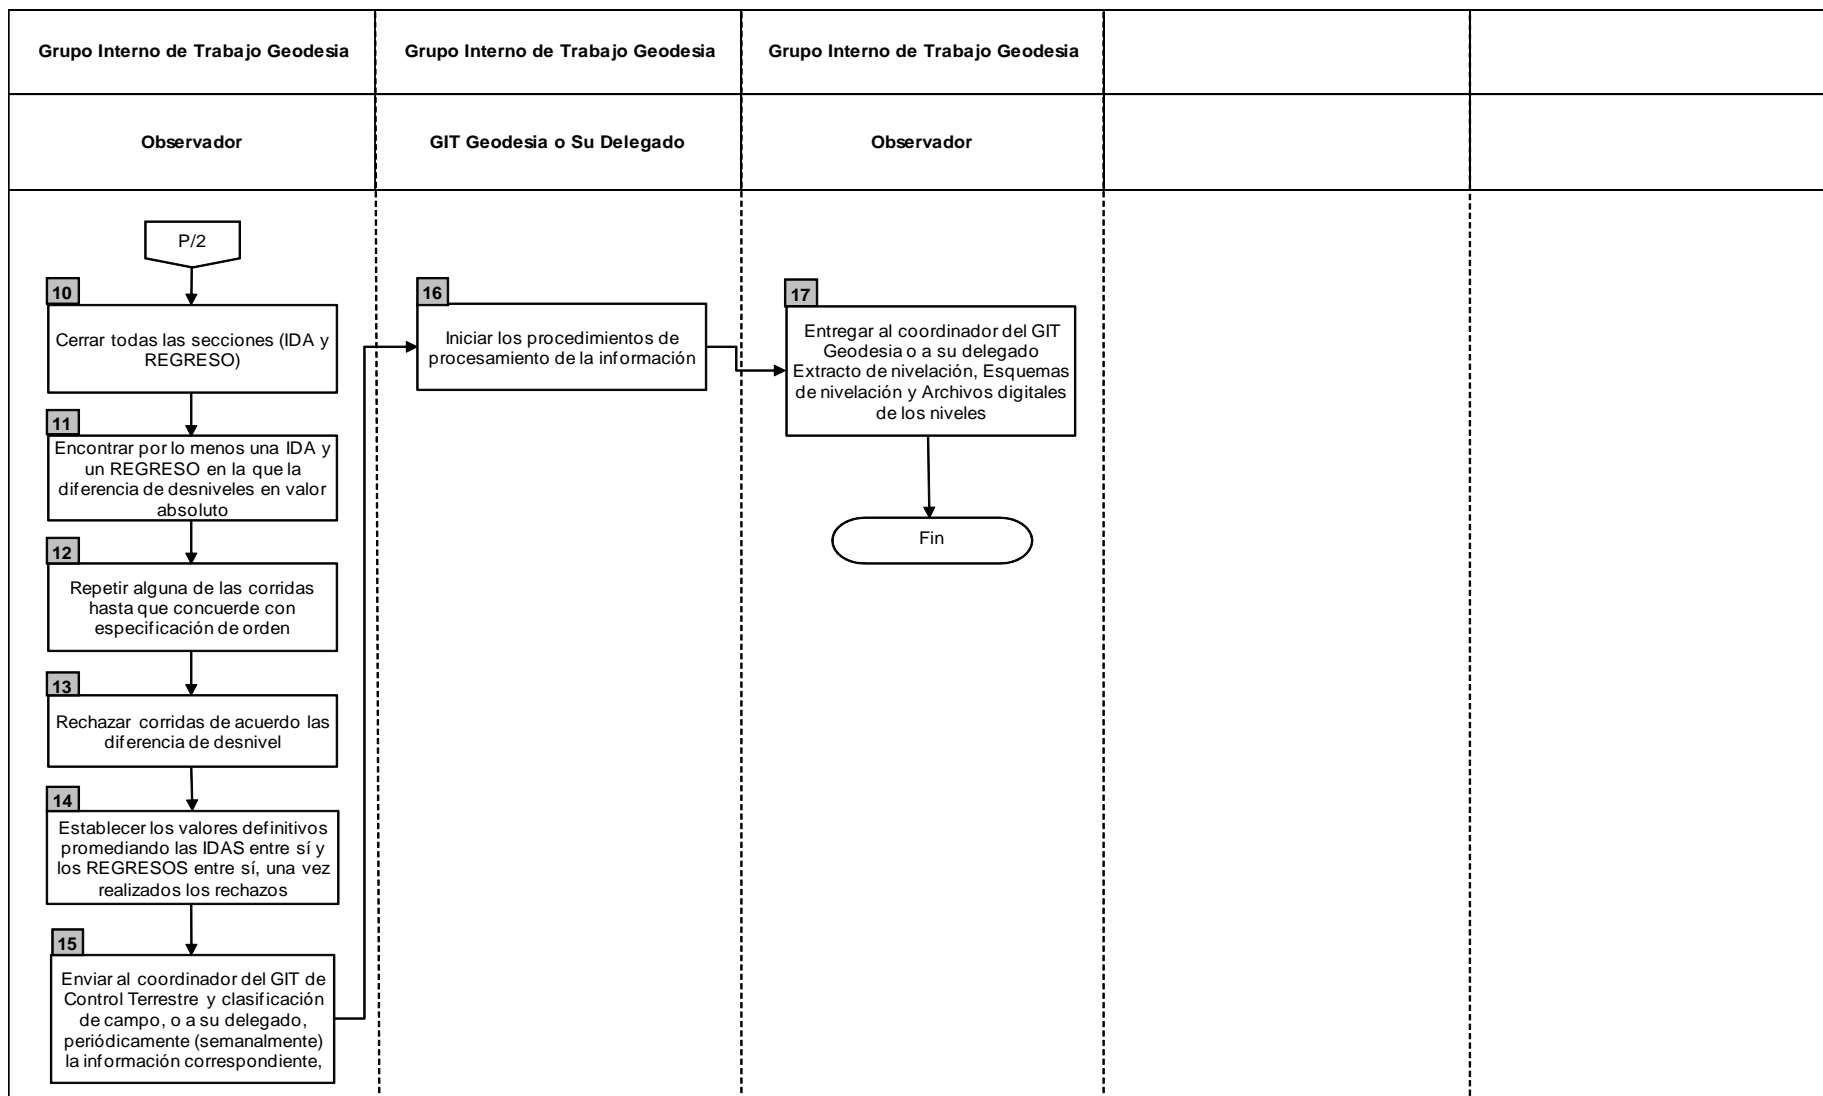 Grupo Interno de Trabajo Geodesia
Grupo Interno de Trabajo Geodesia
Grupo Interno de Trabajo Geodesia
Observador
GIT Geodesia o Su Delegado
Observador
P/2
10
Cerrar todas las secciones (IDA y
REGRESO)
11
Encontrar por lo menos una IDA y
un REGRESO en la que la
diferencia de desniveles en valor
absoluto
12
Repetir alguna de las corridas
hasta que concuerde con
especificación de orden
13
Rechazar corridas de acuerdo las
diferencia de desnivel
14
Establecer los valores definitivos
promediando las IDAS entre sí y
los REGRESOS entre sí, una vez
realizados los rechazos
15
Enviar al coordinador del GIT de
Control Terrestre y clasificación
de campo, o a su delegado,
periódicamente (semanalmente)
la información correspondiente,
16
Iniciar los procedimientos de
procesamiento de la información
17
Entregar al coordinador del GIT
Geodesia o a su delegado
Extracto de nivelación, Esquemas
de nivelación y Archivos digitales
de los niveles
Fin